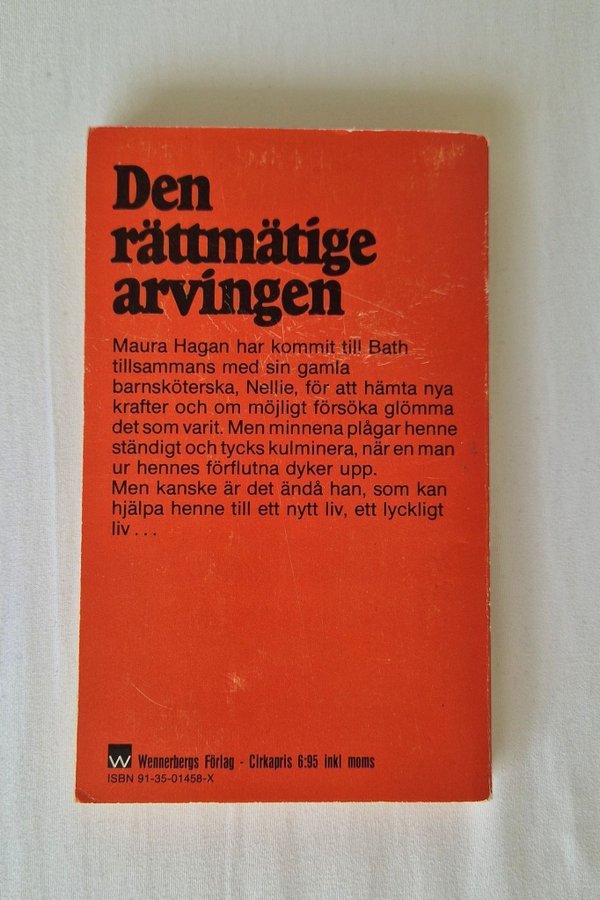 Den
rättmätige
arvingen
Maura Hagan har kommit till Bath
tillsammans med sin gamla
barnsköterska, Nellie, för att hämta nya
krafter och om möjligt försöka glömma
det som varit. Men minnena plågar henne
ständigt och tycks kulminera, när en man
ur hennes förflutna dyker upp.
Men kanske är det ändå han, som kan
hjälpa henne till ett nytt liv, ett lyckligt
liv...
W Wennerbergs Förlag - Cirkapris 6:95 inkl moms
ISBN 91-35-01458-X